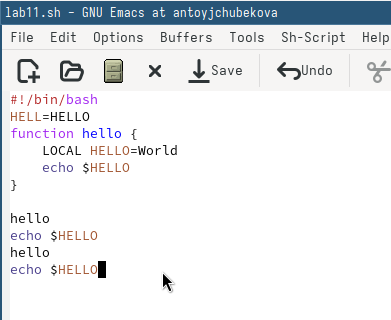 lab11.sh - GNU Emacs at antoyjchubekova
File Edit Options Buffers Tools Sh-Script Help
Save Undo
#!/bin/bash
HELL=HELLO
function hello {
    LOCAL HELLO=World
    echo $HELLO
}
hello
echo $HELLO
hello
echo $HELLO